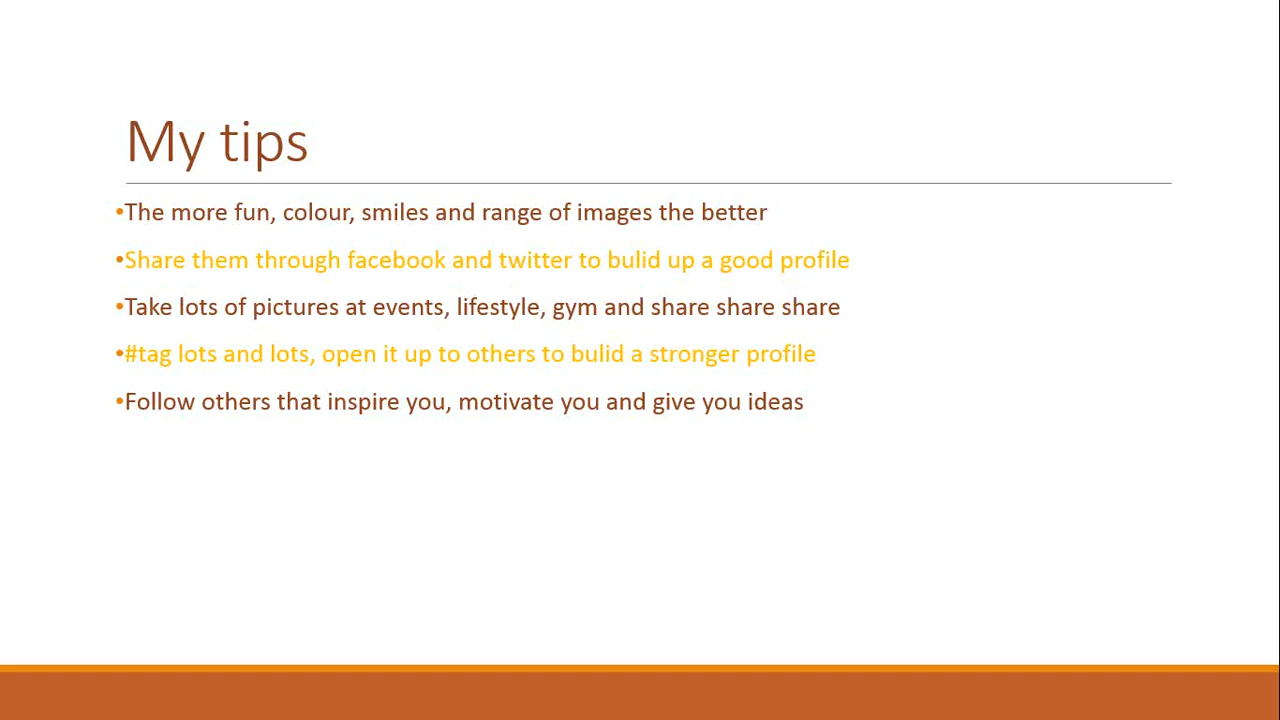 My tips
•The more fun, colour, smiles and range of images the better
•Share them through facebook and twitter to bulid up a good profile
•Take lots of pictures at events, lifestyle, gym and share share share
•#tag lots and lots, open it up to others to bulid a stronger profile
•Follow others that inspire you, motivate you and give you ideas